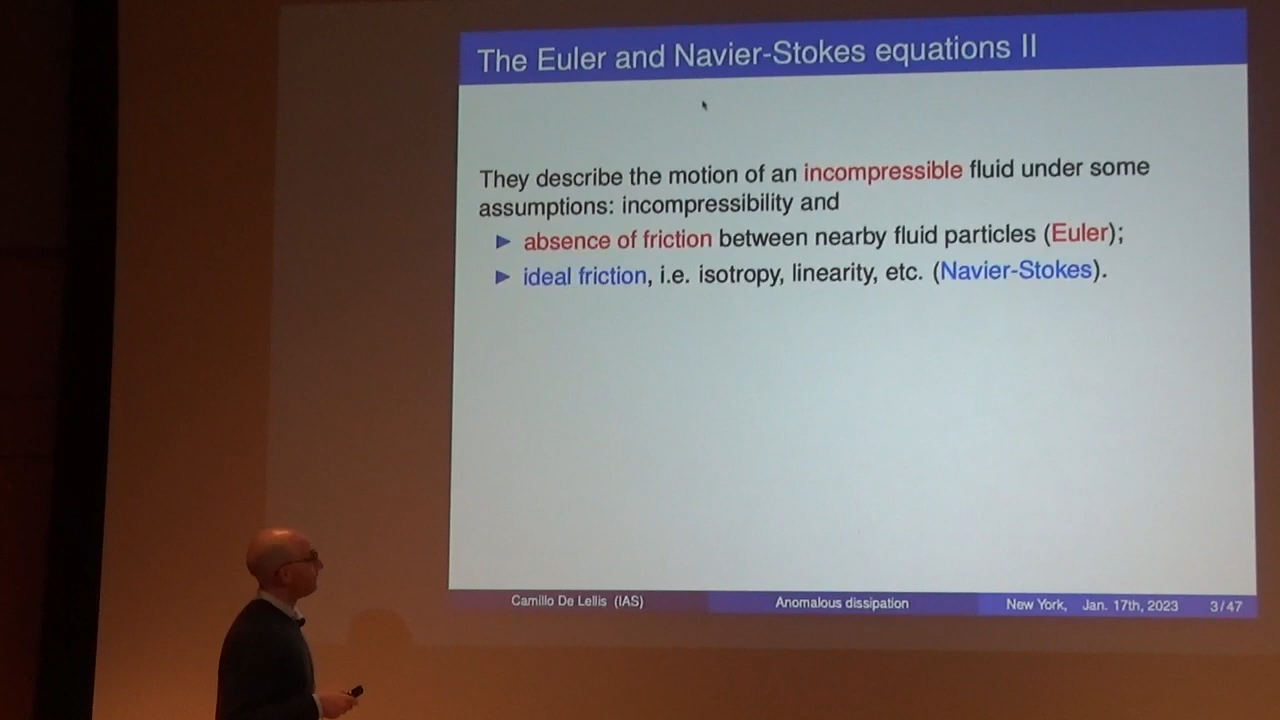 The Euler and Navier-Stokes equations II
They describe the motion of an incompressible fluid under some
assumptions: incompressibility and
▶ absence of friction between nearby fluid particles (Euler);
▶ ideal friction, i.e. isotropy, linearity, etc. (Navier-Stokes).
Camillo De Lellis (IAS) Anomalous dissipation New York, Jan. 17th, 2023 3/47